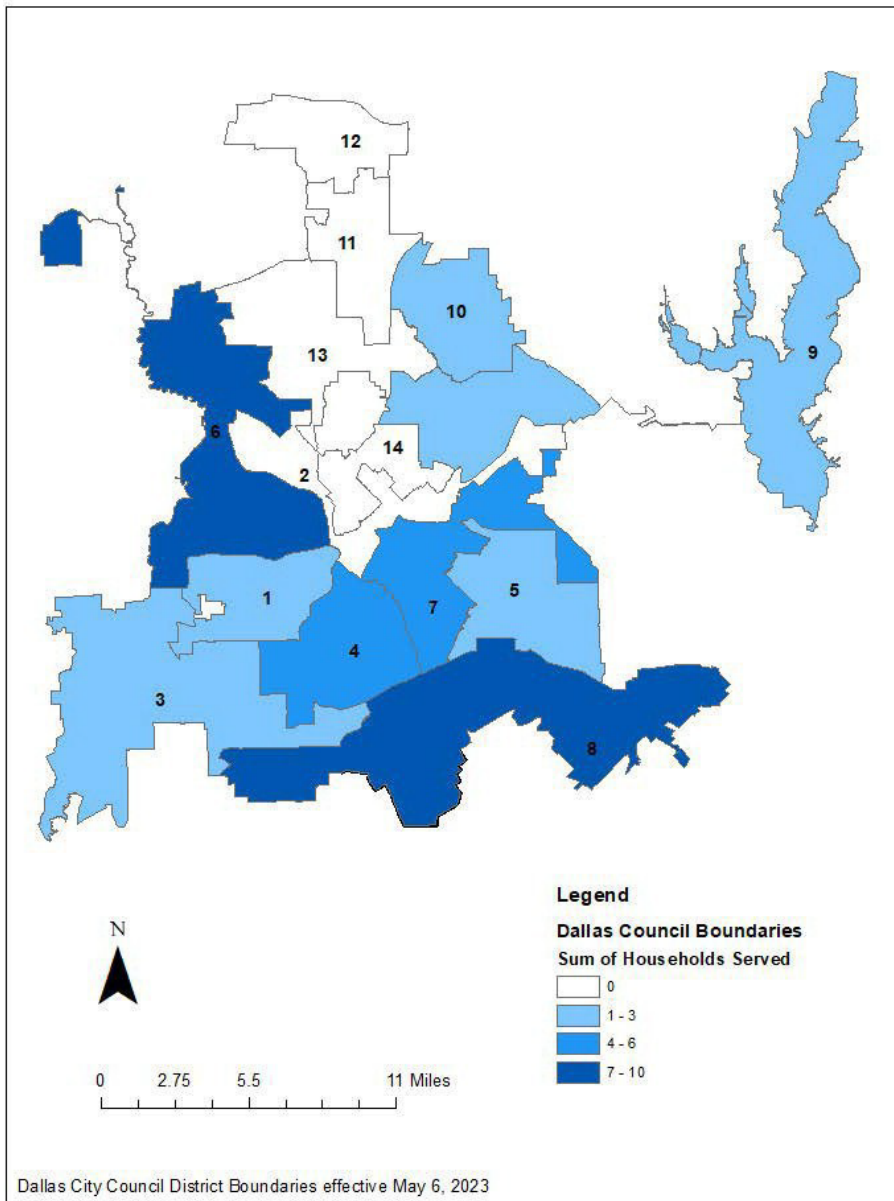 12
11
10
9
13
6
14
2
1
5
7
4
3
8
Legend
Dallas Council Boundaries
Sum of Households Served
0
1 - 3
4 - 6
7 - 10
N
0 2.75 5.5 11 Miles
Dallas City Council District Boundaries effective May 6, 2023